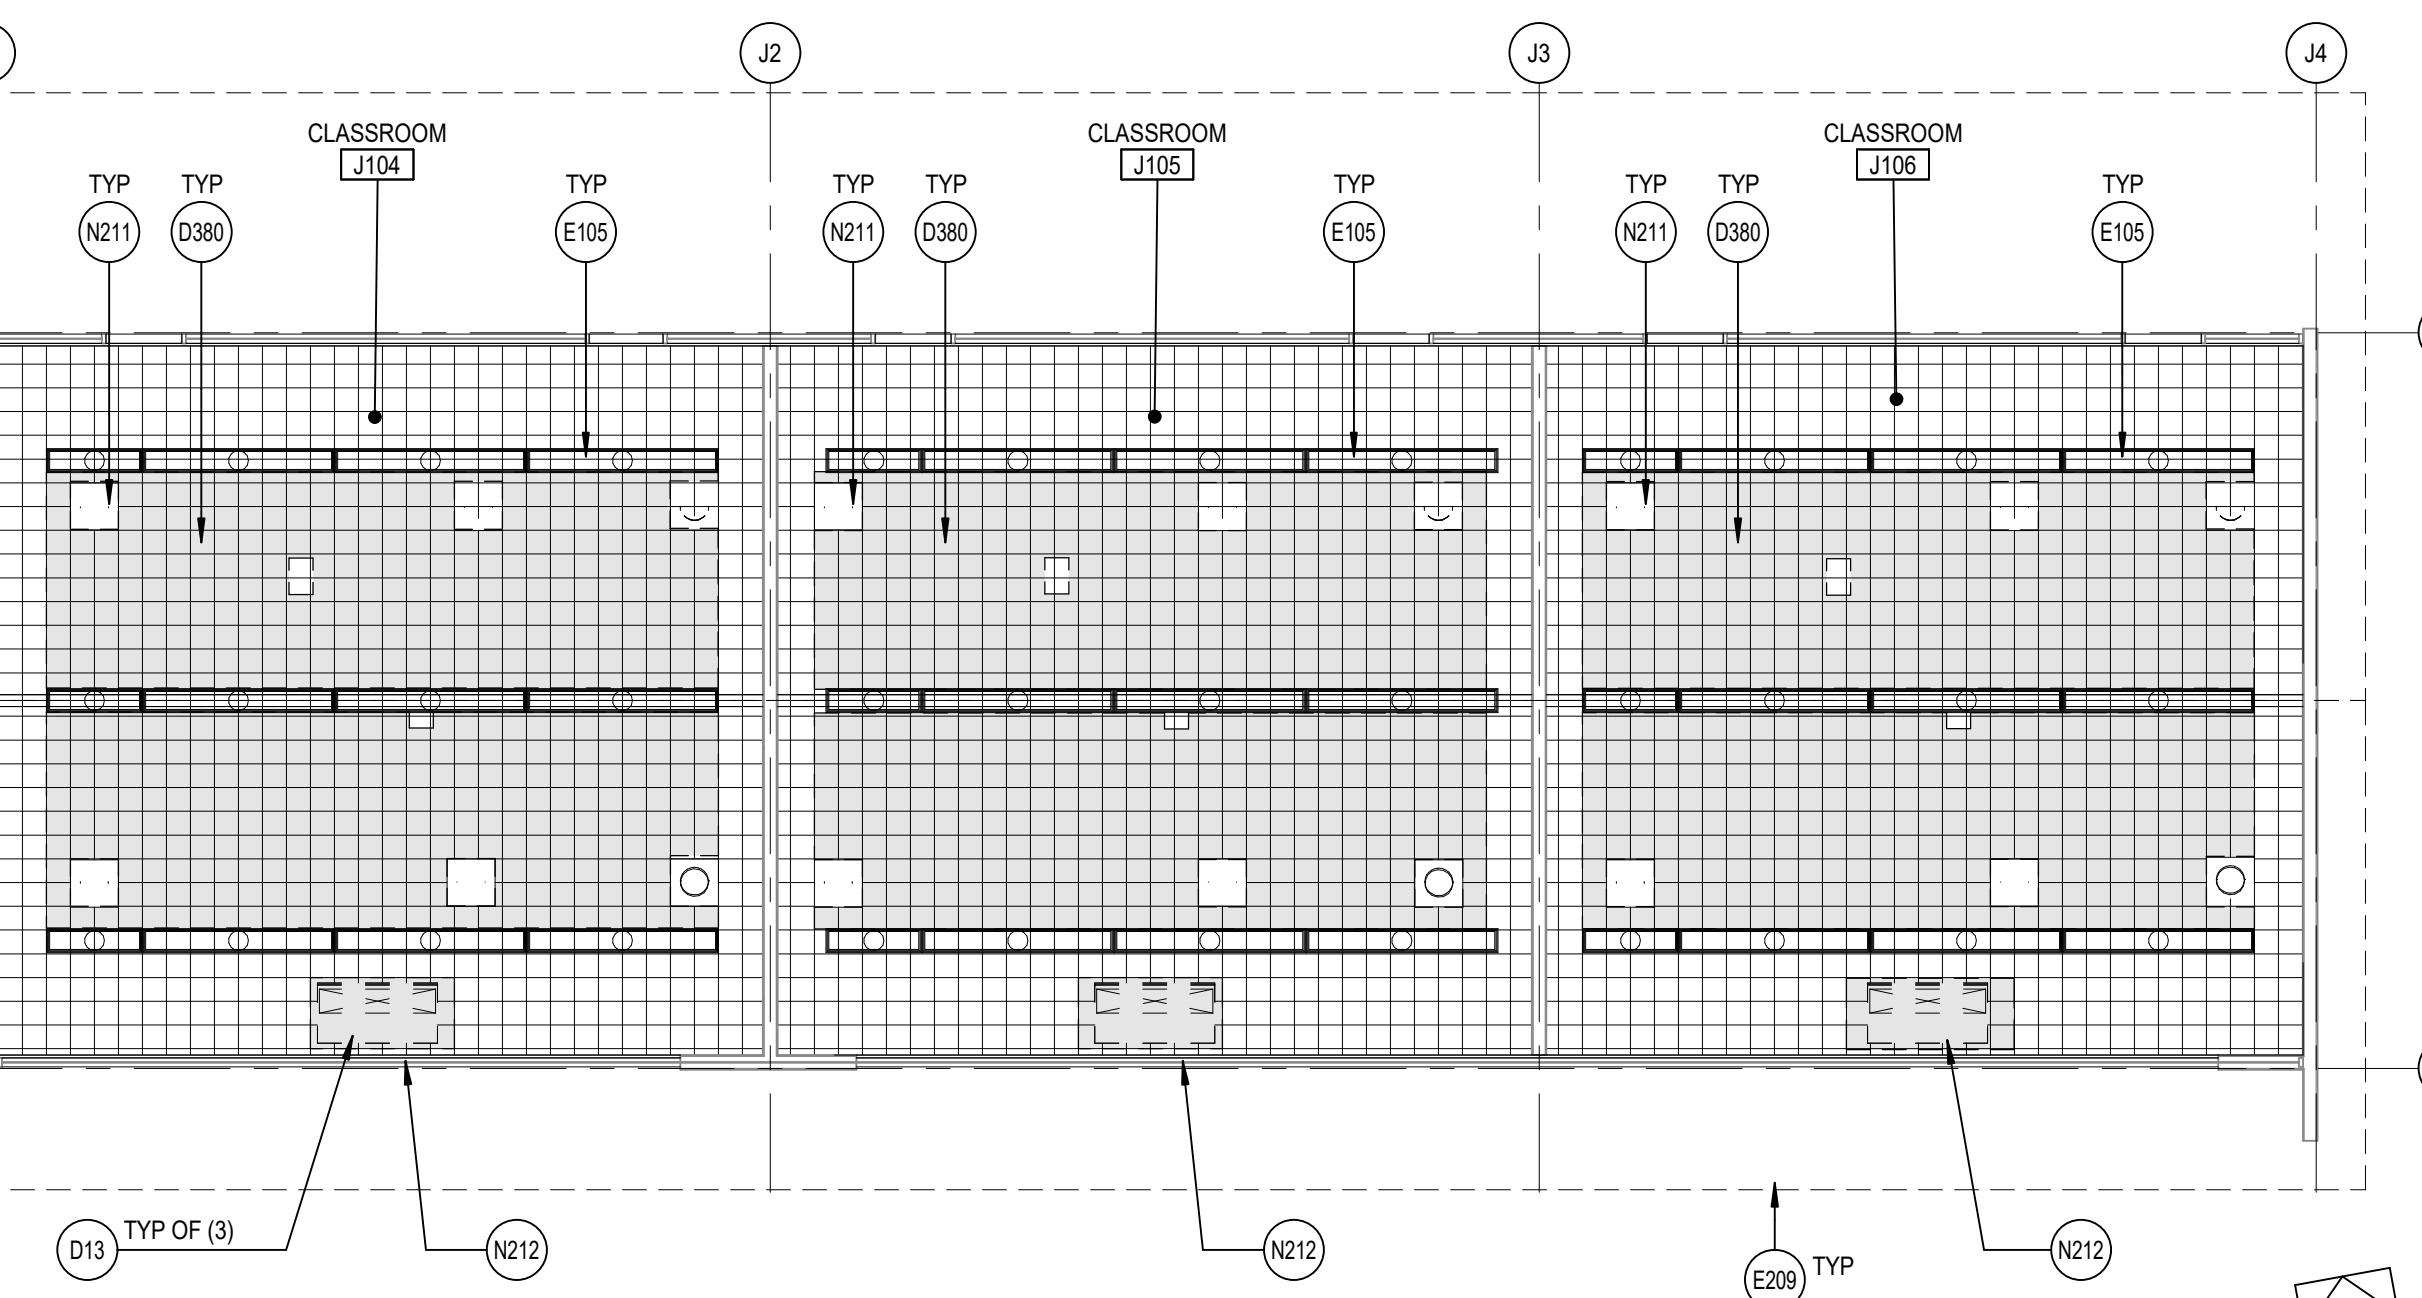 J2
J3
J4
CLASSROOM
J104
CLASSROOM
J105
CLASSROOM
J106
TYP
TYP
TYP
TYP
TYP
TYP
TYP
TYP
TYP
N211
D380
E105
N211
D380
E105
N211
D380
E105
D13 TYP OF (3)
N212
N212
E209 TYP
N212